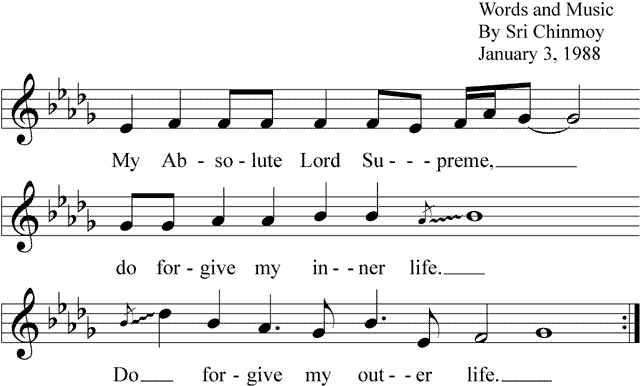 Words and Music
By Sri Chinmoy
January 3, 1988
My Ab - so - lute Lord Su - - - preme,
do for - give my in - - ner life.
Do for - give my out - - er life.